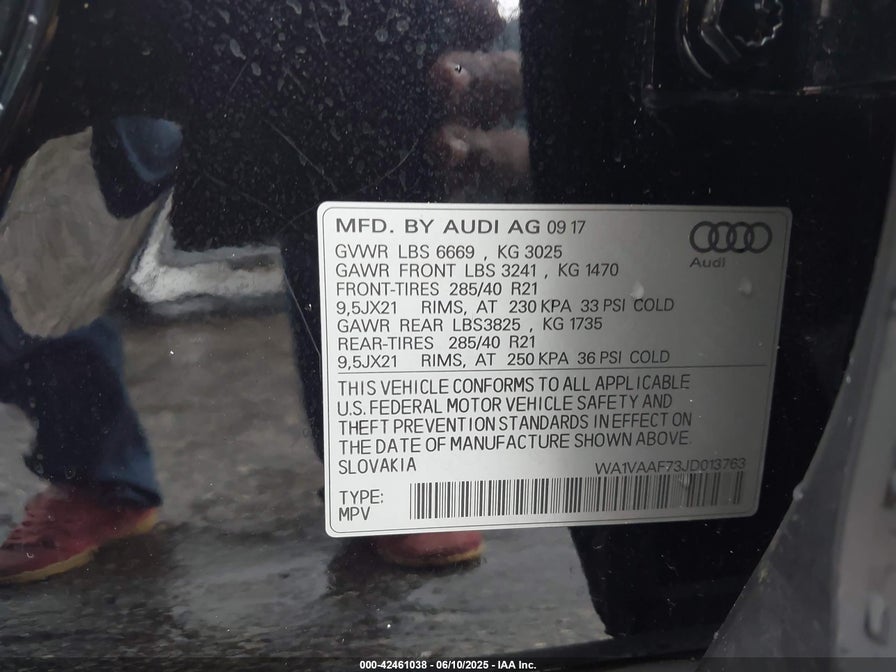 MFD. BY AUDI AG 09 17
GVWR LBS 6669 , KG 3025
GAWR FRONT LBS 3241 , KG 1470
FRONT-TIRES 285/40 R21
9,5JX21 RIMS, AT 230 KPA 33 PSI COLD
GAWR REAR LBS3825 , KG 1735
REAR-TIRES 285/40 R21
9,5JX21 RIMS, AT 250 KPA 36 PSI COLD
Audi
THIS VEHICLE CONFORMS TO ALL APPLICABLE
U.S. FEDERAL MOTOR VEHICLE SAFETY AND
THEFT PREVENTION STANDARDS IN EFFECT ON
THE DATE OF MANUFACTURE SHOWN ABOVE.
SLOVAKIA WA1VAAF73JD013763
TYPE:
MPV
000-42461038 - 06/10/2025 - IAA Inc.